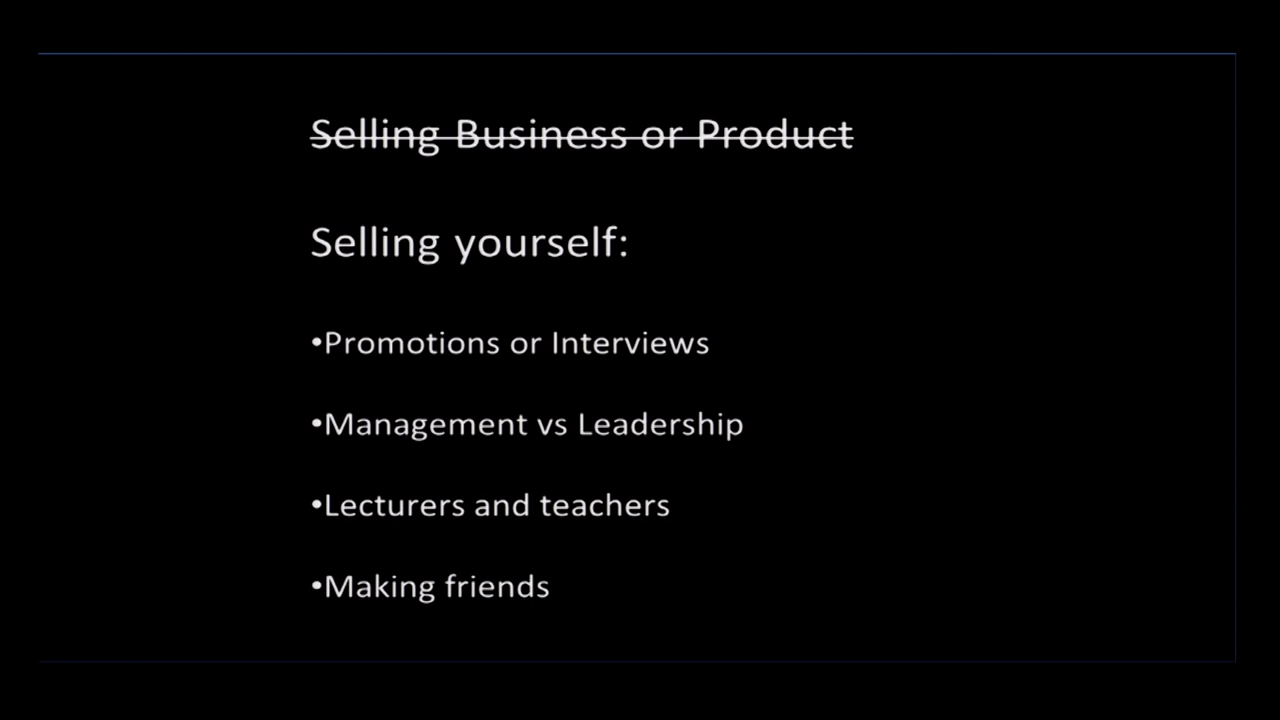 Selling Business or Product
Selling yourself:
•Promotions or Interviews
•Management vs Leadership
•Lecturers and teachers
•Making friends